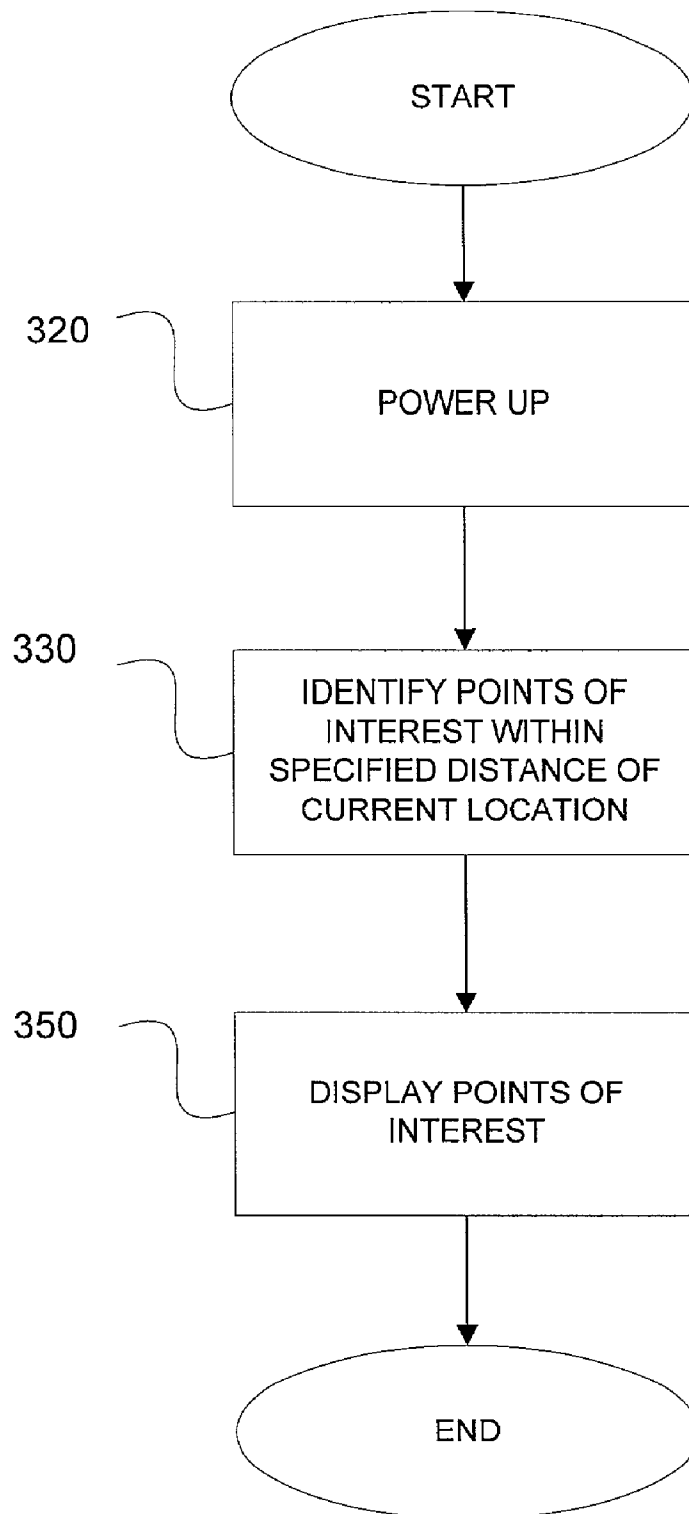 START
320
POWER UP
330
IDENTIFY POINTS OF
INTEREST WITHIN
SPECIFIED DISTANCE OF
CURRENT LOCATION
350
DISPLAY POINTS OF
INTEREST
END